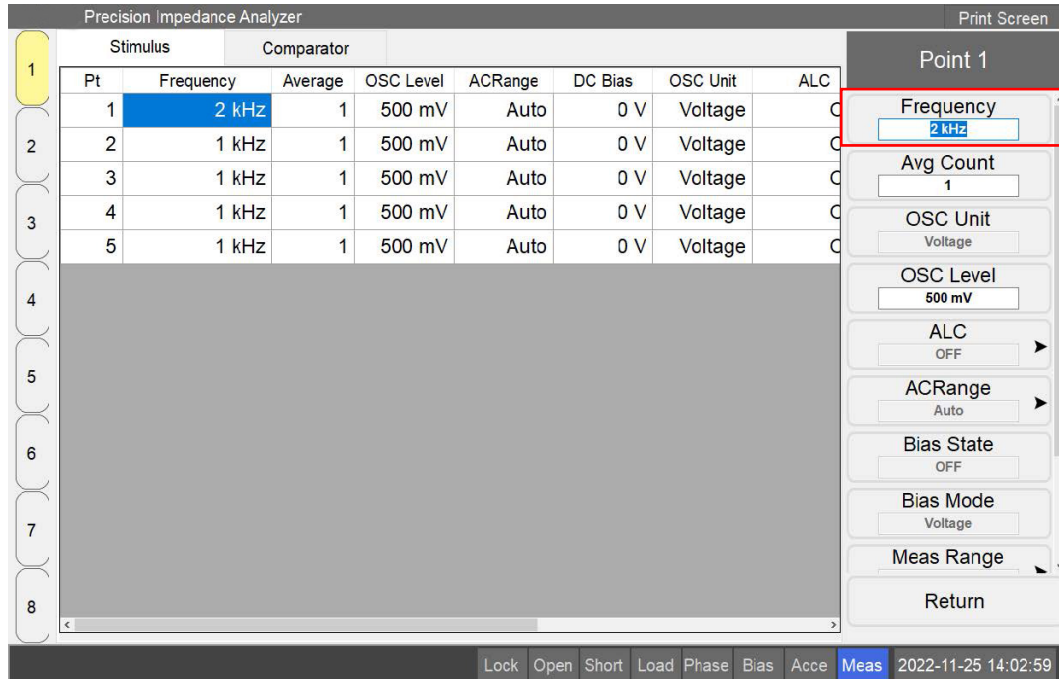 Precision Impedance Analyzer Print Screen
Stimulus Comparator
Point 1
Pt Frequency Average OSC Level ACRange DC Bias OSC Unit ALC
1 2 kHz 1 500 mV Auto 0 V Voltage
2 1 kHz 1 500 mV Auto 0 V Voltage
3 1 kHz 1 500 mV Auto 0 V Voltage
4 1 kHz 1 500 mV Auto 0 V Voltage
5 1 kHz 1 500 mV Auto 0 V Voltage
1
2
3
4
5
6
7
8
Frequency
2 kHz
Avg Count
1
OSC Unit
Voltage
OSC Level
500 mV
ALC
OFF
ACRange
Auto
Bias State
OFF
Bias Mode
Voltage
Meas Range
Return
Lock Open Short Load Phase Bias Acce Meas 2022-11-25 14:02:59